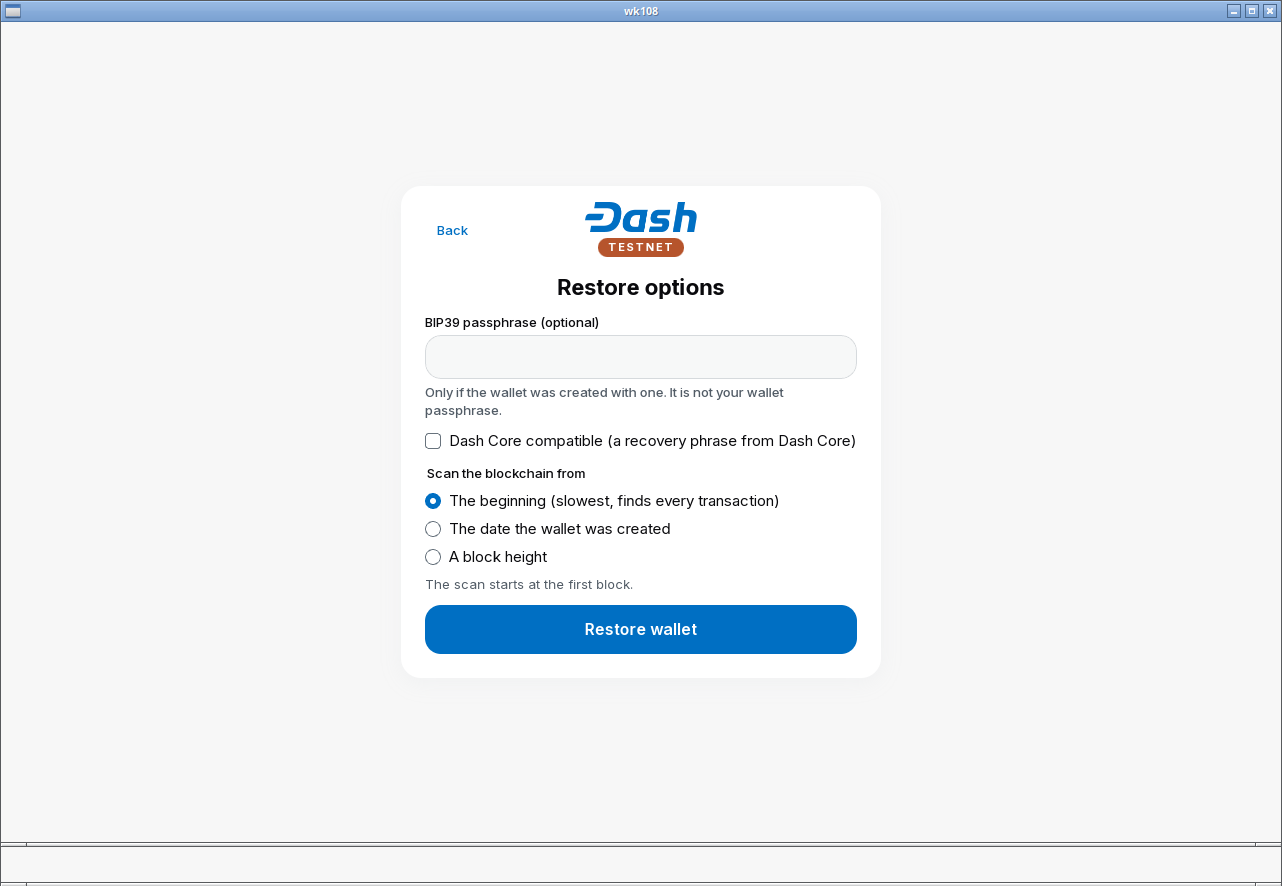 wk108
Back
Dash
TESTNET
Restore options
BIP39 passphrase (optional)
Only if the wallet was created with one. It is not your wallet
passphrase.
Dash Core compatible (a recovery phrase from Dash Core)
Scan the blockchain from
The beginning (slowest, finds every transaction)
The date the wallet was created
A block height
The scan starts at the first block.
Restore wallet